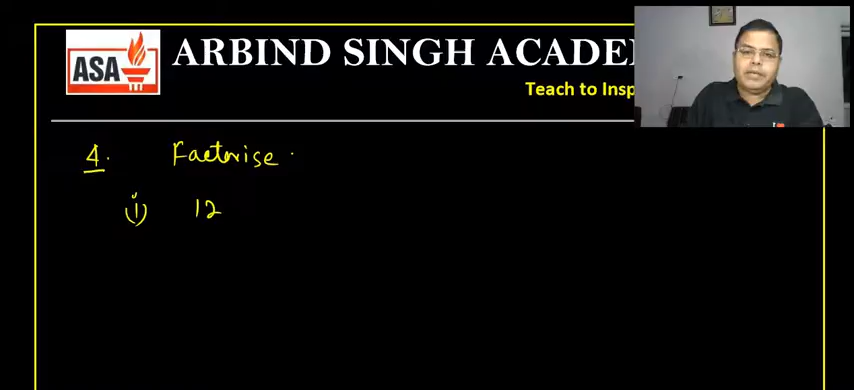 ASA
ARBIND SINGH ACADE
Teach to Insp
4. Factorise.
(i) 12